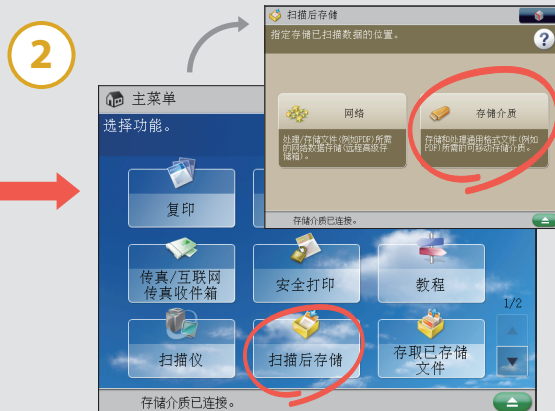 2
扫描后存储
指定存储已扫描数据的位置。
?
网络
处理/存储文件(例如PDF)所需
的网络数据存储(远程高级存
储箱)。
存储介质
存储和处理通用格式文件(例如
PDF)所需的可移动存储介质。
存储介质已连接。
主菜单
选择功能。
复印
传真/互联网
传真收件箱
安全打印
教程
1/2
扫描仪
扫描后存储
存取已存储
文件
存储介质已连接。